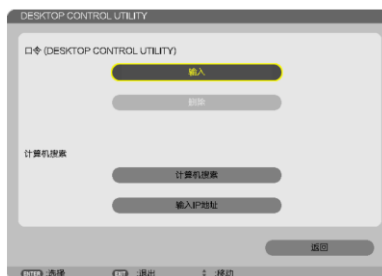 DESKTOP CONTROL UTILITY
口令 (DESKTOP CONTROL UTILITY)
输入
删除
计算机搜索
计算机搜索
输入IP地址
返回
ENTER :选择 EXIT :退出 :移动